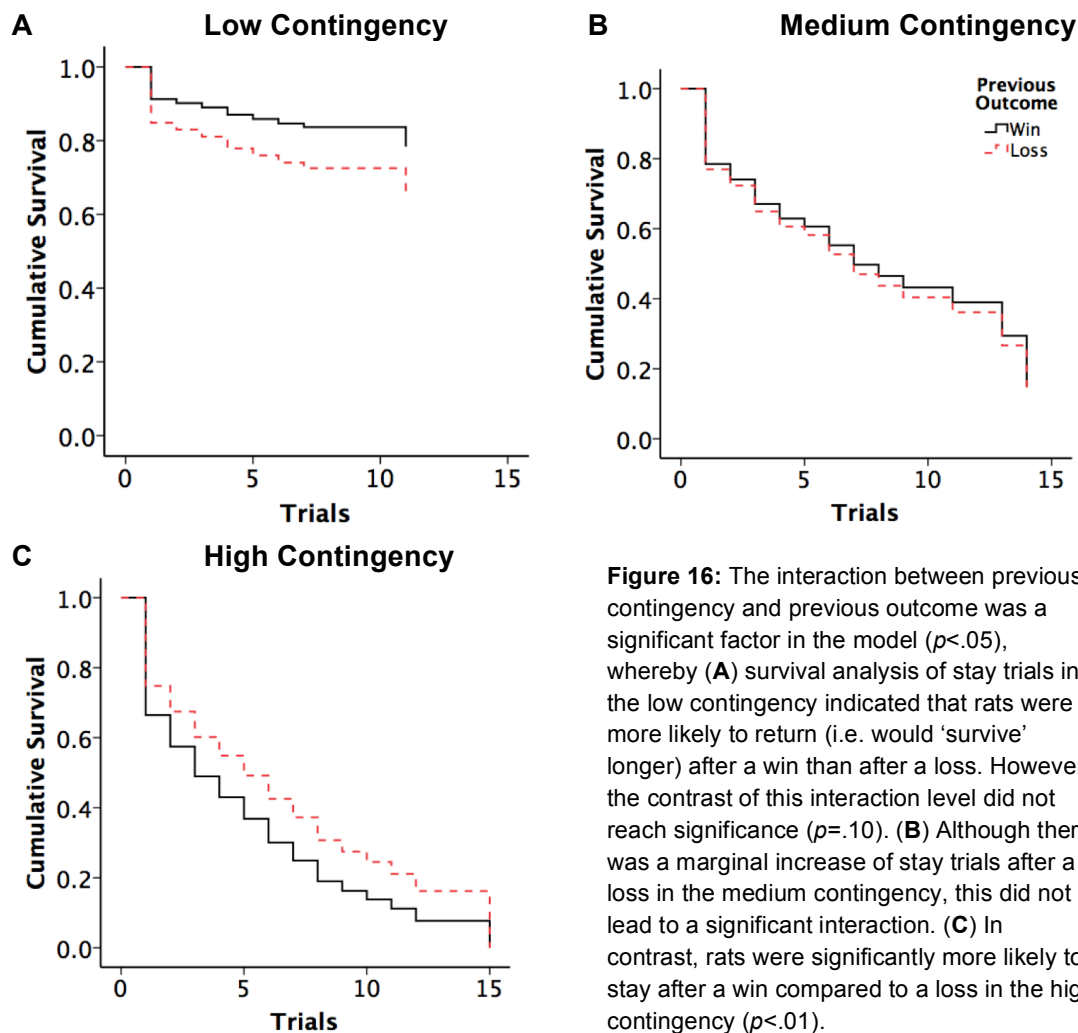 A Low Contingency
1.0
0.8
0.6
0.4
0.2
0.0
Cumulative Survival
0 5 10 15
Trials
B Medium Contingency
1.0
0.8
0.6
0.4
0.2
0.0
Cumulative Survival
Previous
Outcome
Win
Loss
0 5 10 15
Trials
C High Contingency
1.0
0.8
0.6
0.4
0.2
0.0
Cumulative Survival
0 5 10 15
Trials
Figure 16: The interaction between previous
contingency and previous outcome was a
significant factor in the model (p<.05),
whereby (A) survival analysis of stay trials in
the low contingency indicated that rats were
more likely to return (i.e. would ‘survive’
longer) after a win than after a loss. However
the contrast of this interaction level did not
reach significance (p=.10). (B) Although ther
was a marginal increase of stay trials after a
loss in the medium contingency, this did not
lead to a significant interaction. (C) In
contrast, rats were significantly more likely to
stay after a win compared to a loss in the hig
contingency (p<.01).